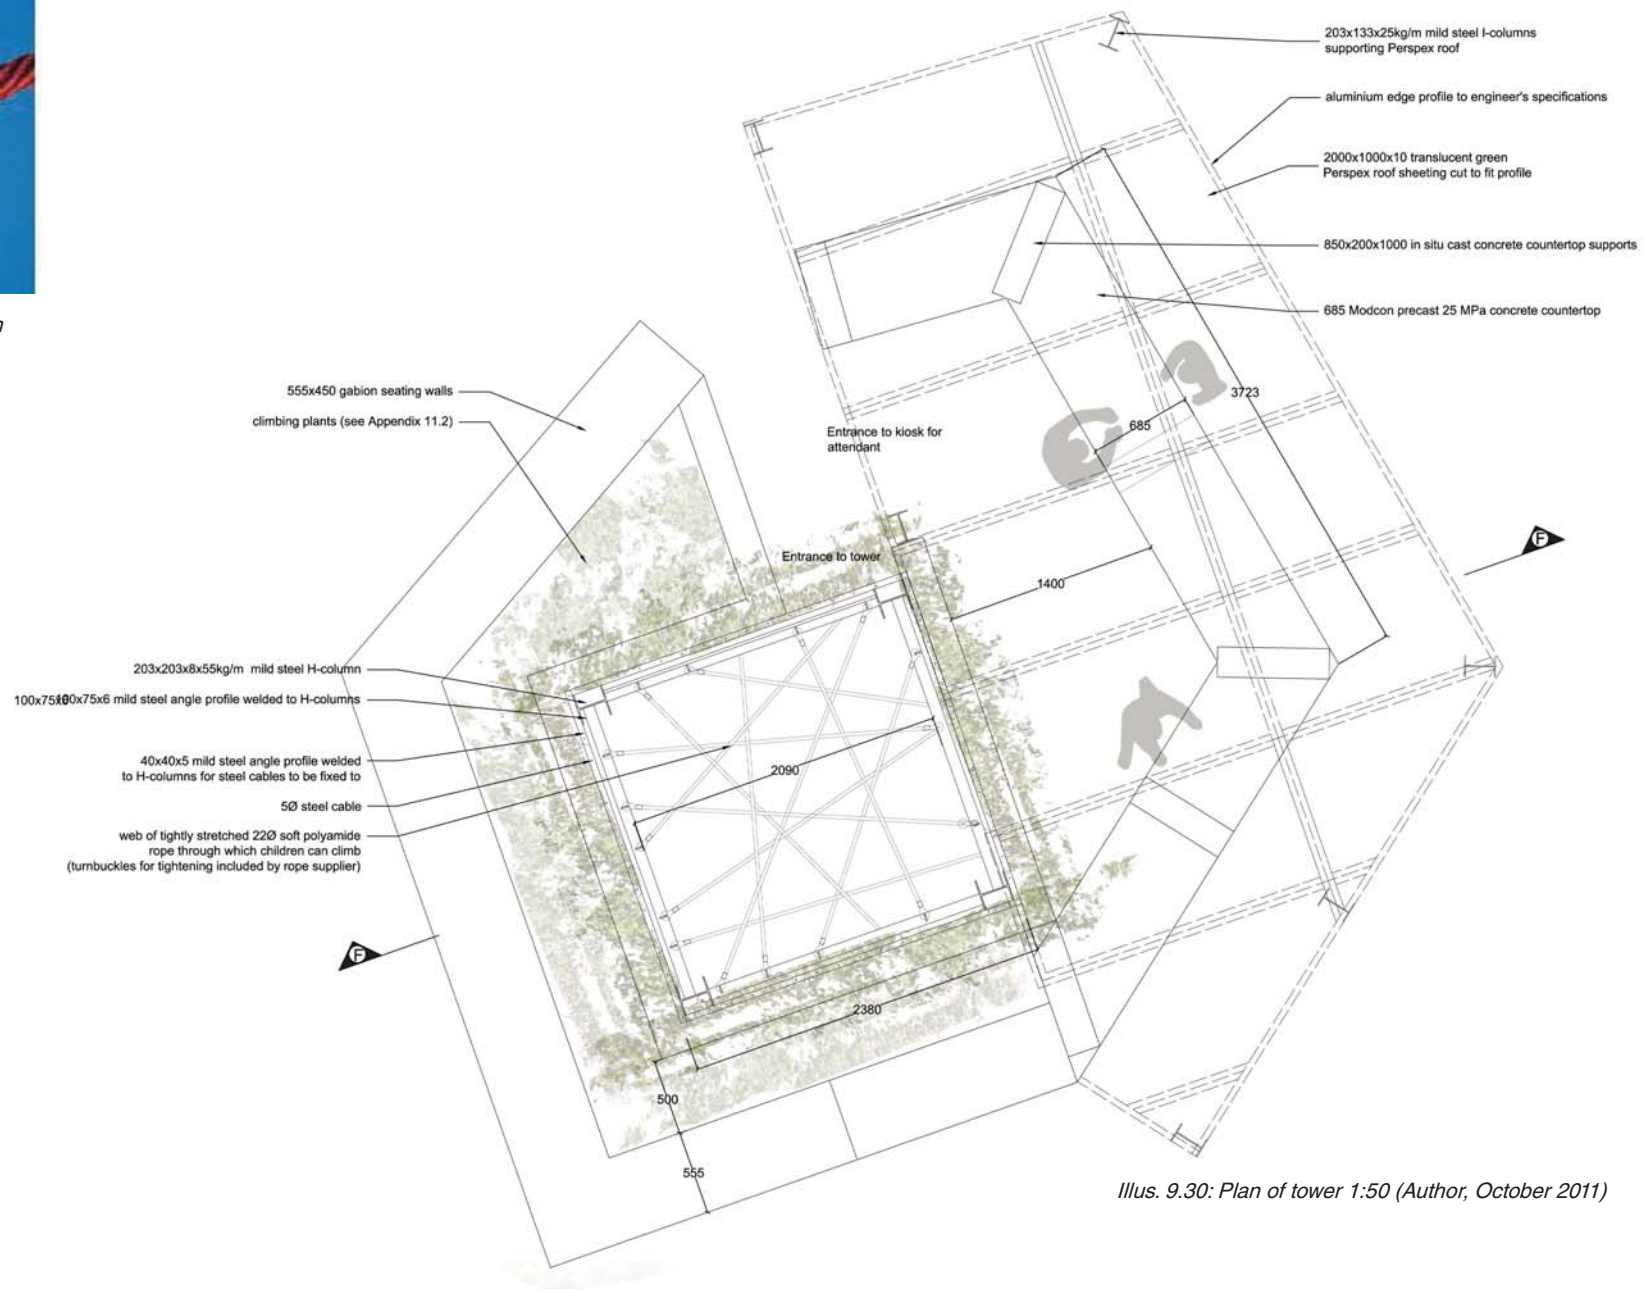 203x133x25kg/m mild steel I-columns
supporting Perspex roof
aluminium edge profile to engineer's specifications
2000x1000x10 translucent green
Perspex roof sheeting cut to fit profile
850x200x1000 in situ cast concrete countertop supports
685 Modcon precast 25 MPa concrete countertop
n
555x450 gabion seating walls
climbing plants (see Appendix 11.2)
3723
685
Entrance to kiosk for
attendant
F
Entrance to tower
1400
203x203x8x55kg/m mild steel H-column
100x75x6 mild steel angle profile welded to H-columns
40x40x5 mild steel angle profile welded
to H-columns for steel cables to be fixed to
5Ø steel cable
web of tightly stretched 22Ø soft polyamide
rope through which children can climb
(turnbuckles for tightening included by rope supplier)
2090
F
2380
500
555
Illus. 9.30: Plan of tower 1:50 (Author, October 2011)